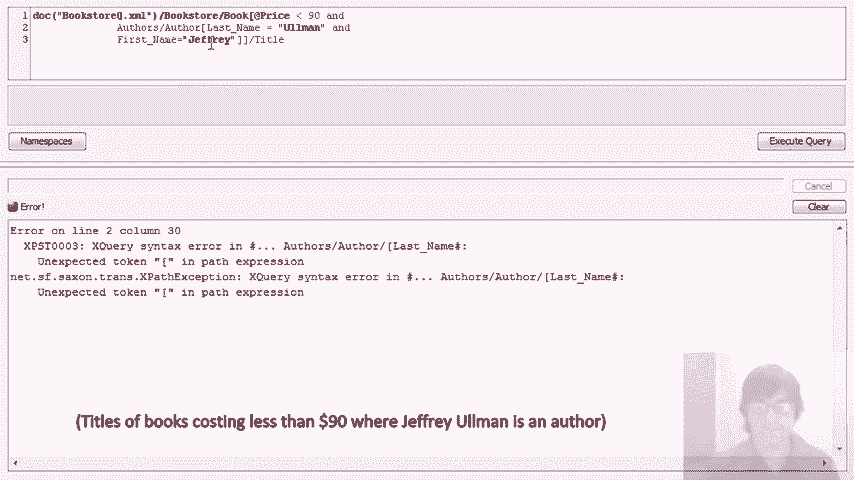 1 doc("BookstoreQ.xml")/Bookstore/Book[@Price < 90 and
2 Authors/Author[Last_Name = "Ullman" and
3 First_Name="Jeffrey"]]/Title
Namespaces
Execute Query
Cancel
Error!
Clear
Error on line 2 column 30
XPST0003: XQuery syntax error in #... Authors/Author/[Last_Name#:
Unexpected token "[" in path expression
net.sf.saxon.trans.XPathException: XQuery syntax error in #... Authors/Author/[Last_Name#:
Unexpected token "[" in path expression
(Titles of books costing less than $90 where Jeffrey Ullman is an author)